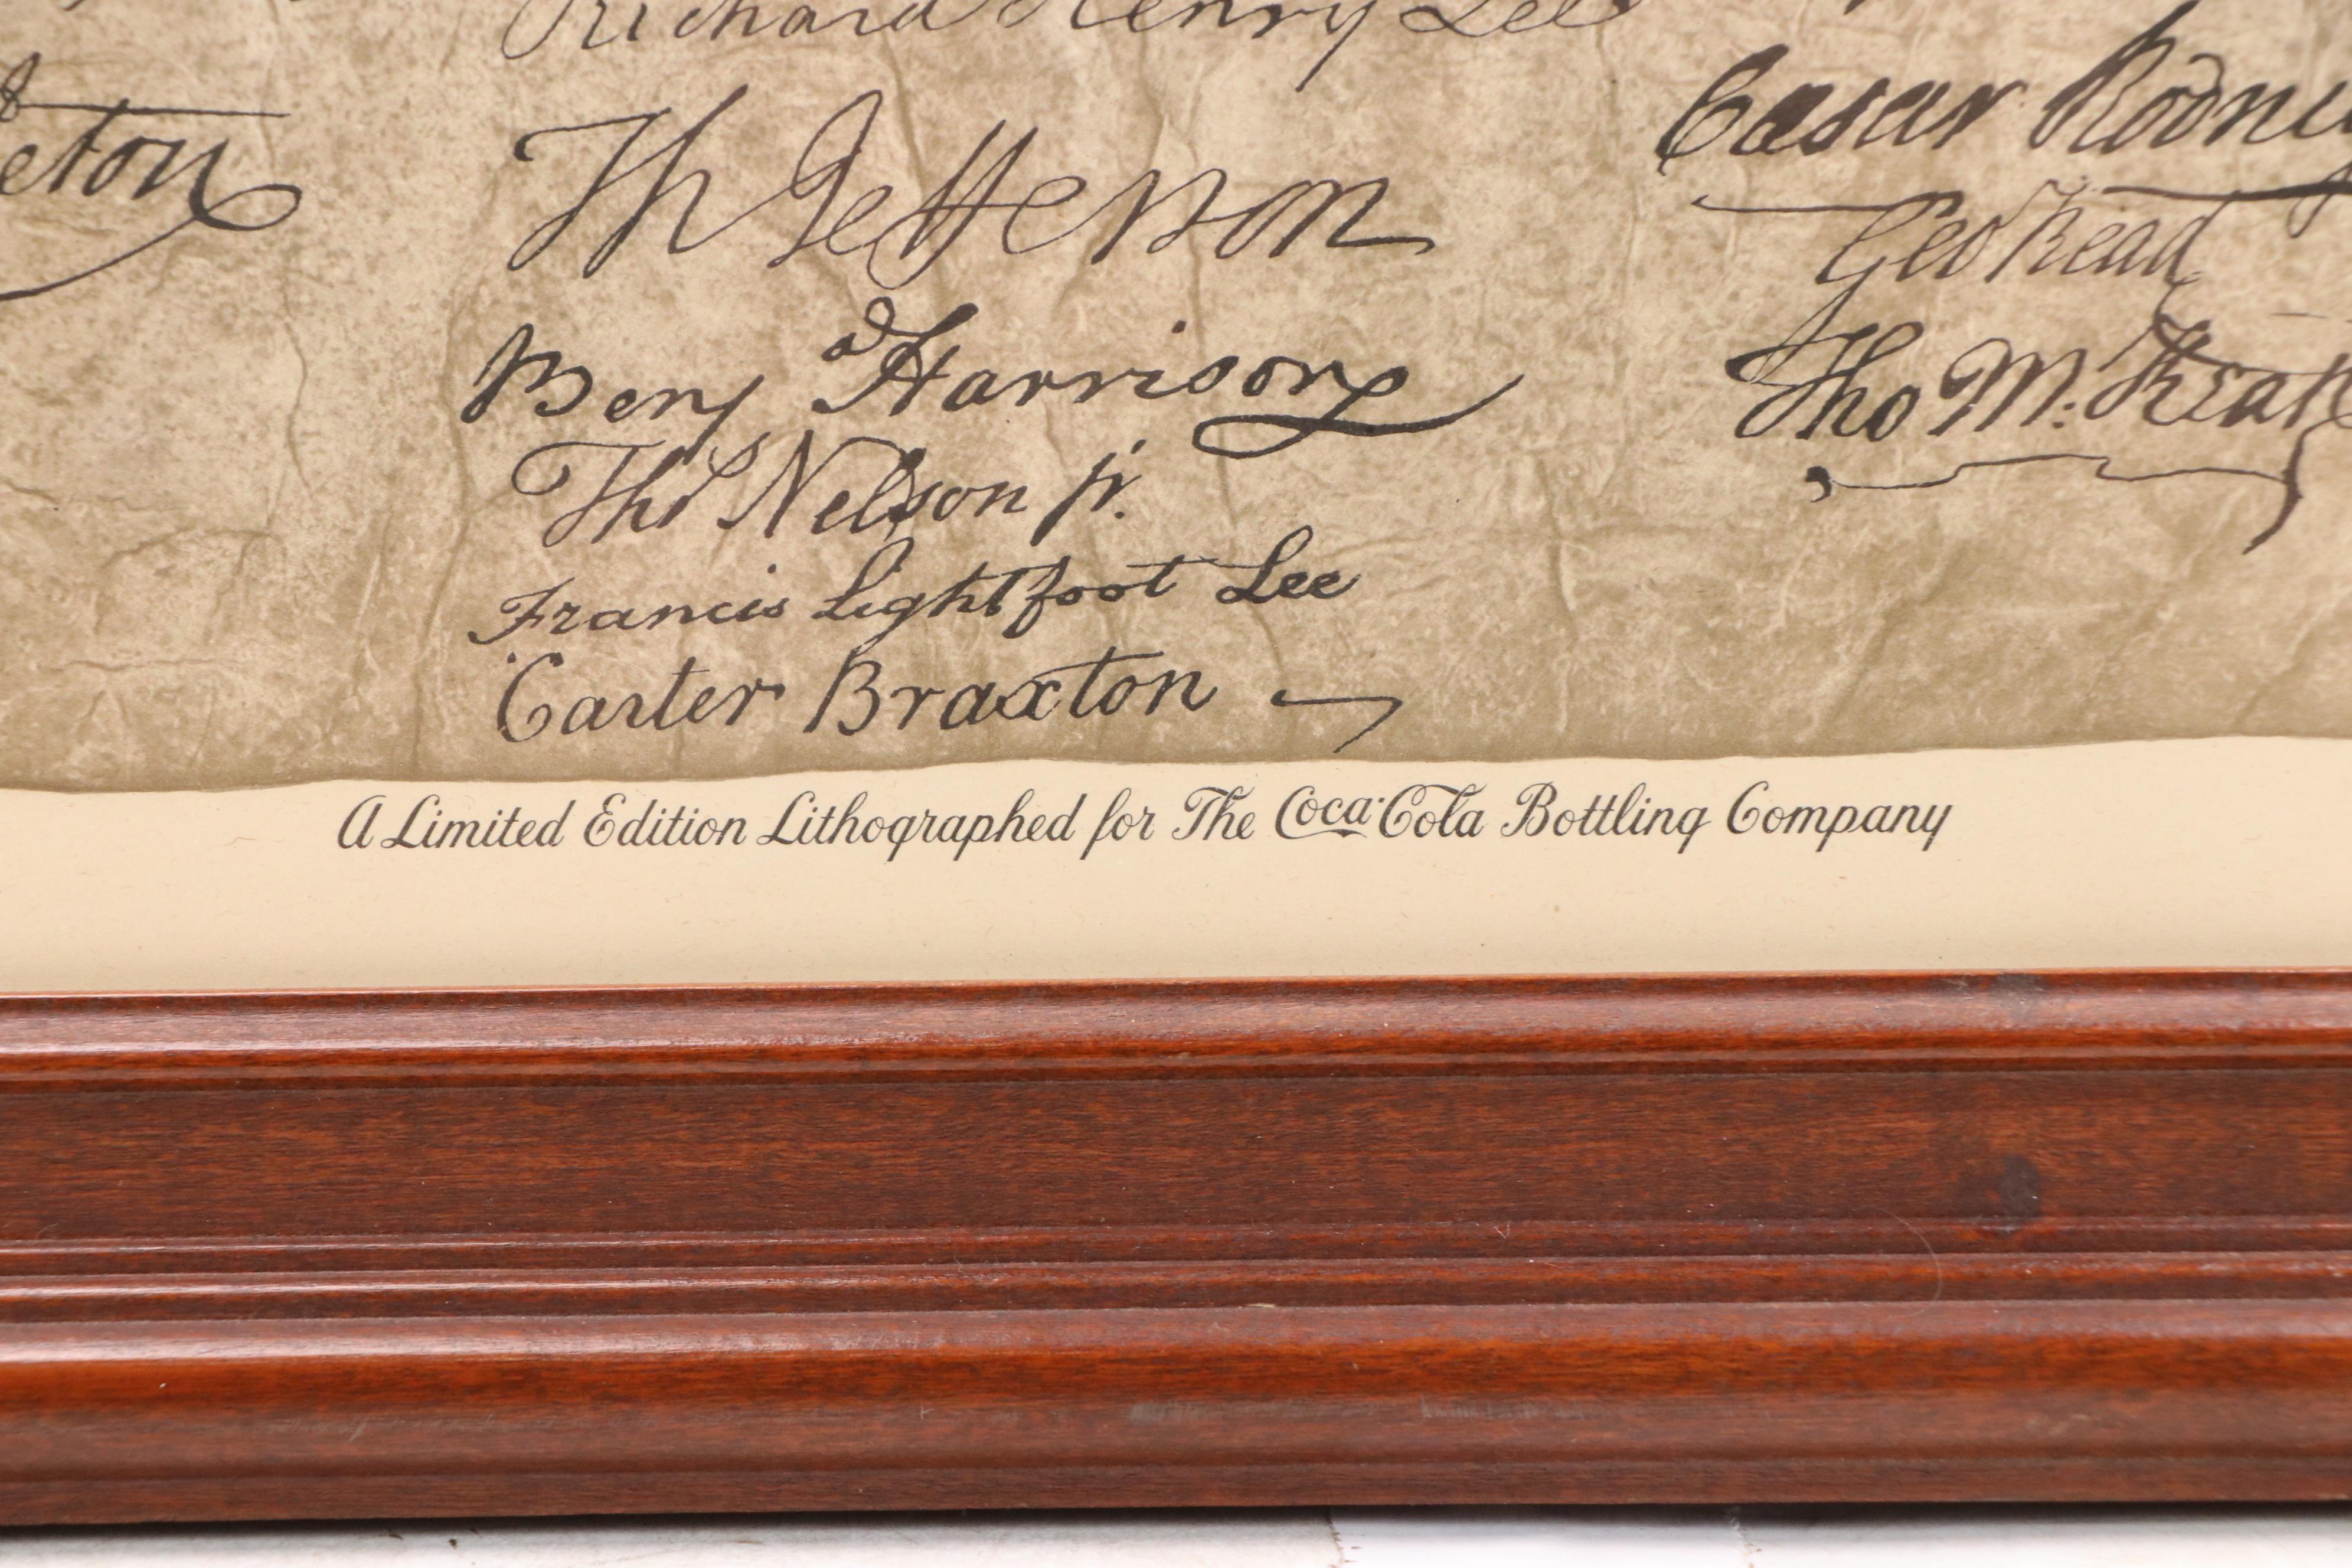 Richard Henry Lee
Th Jefferson
Benj Harrison
Thos Nelson jr.
Francis Lightfoot Lee
Carter Braxton
Caesar Rodney
Geo Read
Tho M: Kean
A Limited Edition Lithographed for The Coca-Cola Bottling Company